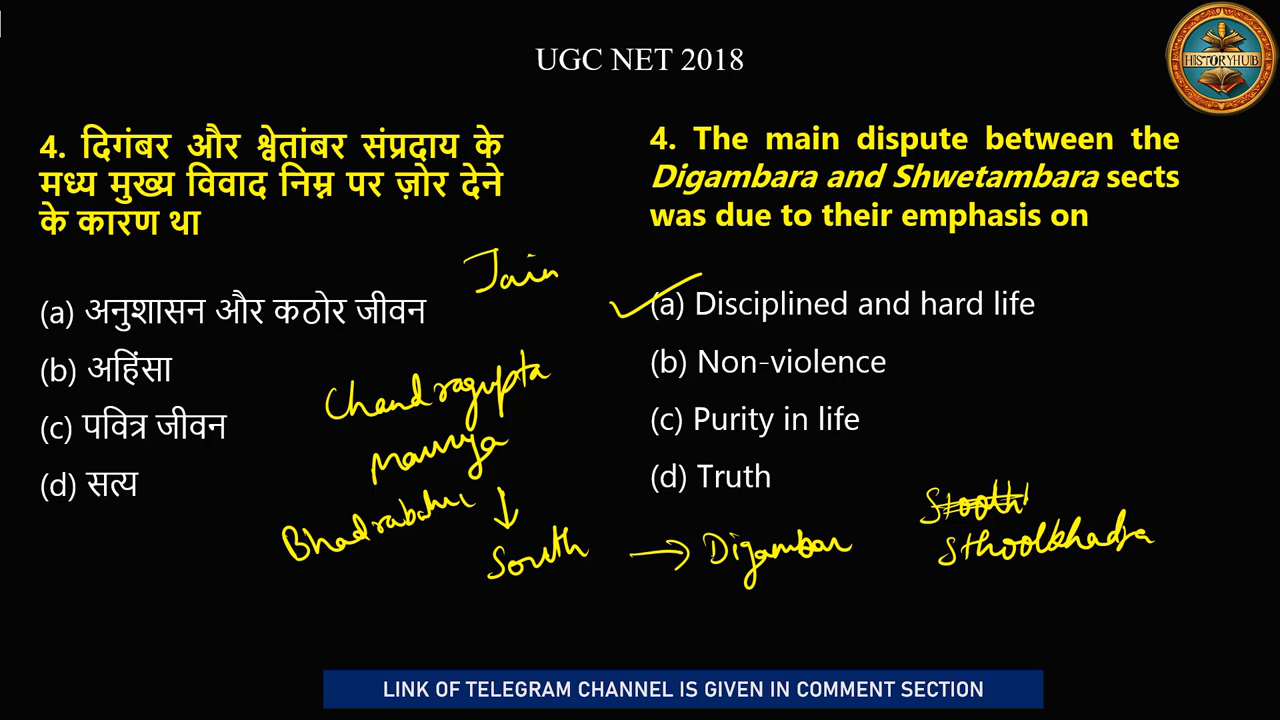 UGC NET 2018
HISTORYHUB
4. दिगंबर और श्वेतांबर संप्रदाय के
मध्य मुख्य विवाद निम्न पर ज़ोर देने
के कारण था
(a) अनुशासन और कठोर जीवन
(b) अहिंसा
(c) पवित्र जीवन
(d) सत्य
4. The main dispute between the
Digambara and Shwetambara sects
was due to their emphasis on
(a) Disciplined and hard life
(b) Non-violence
(c) Purity in life
(d) Truth
Jain
Chandragupta
Maurya
Bhadrabahu
South → Digambar
Sthoolbhadra
LINK OF TELEGRAM CHANNEL IS GIVEN IN COMMENT SECTION